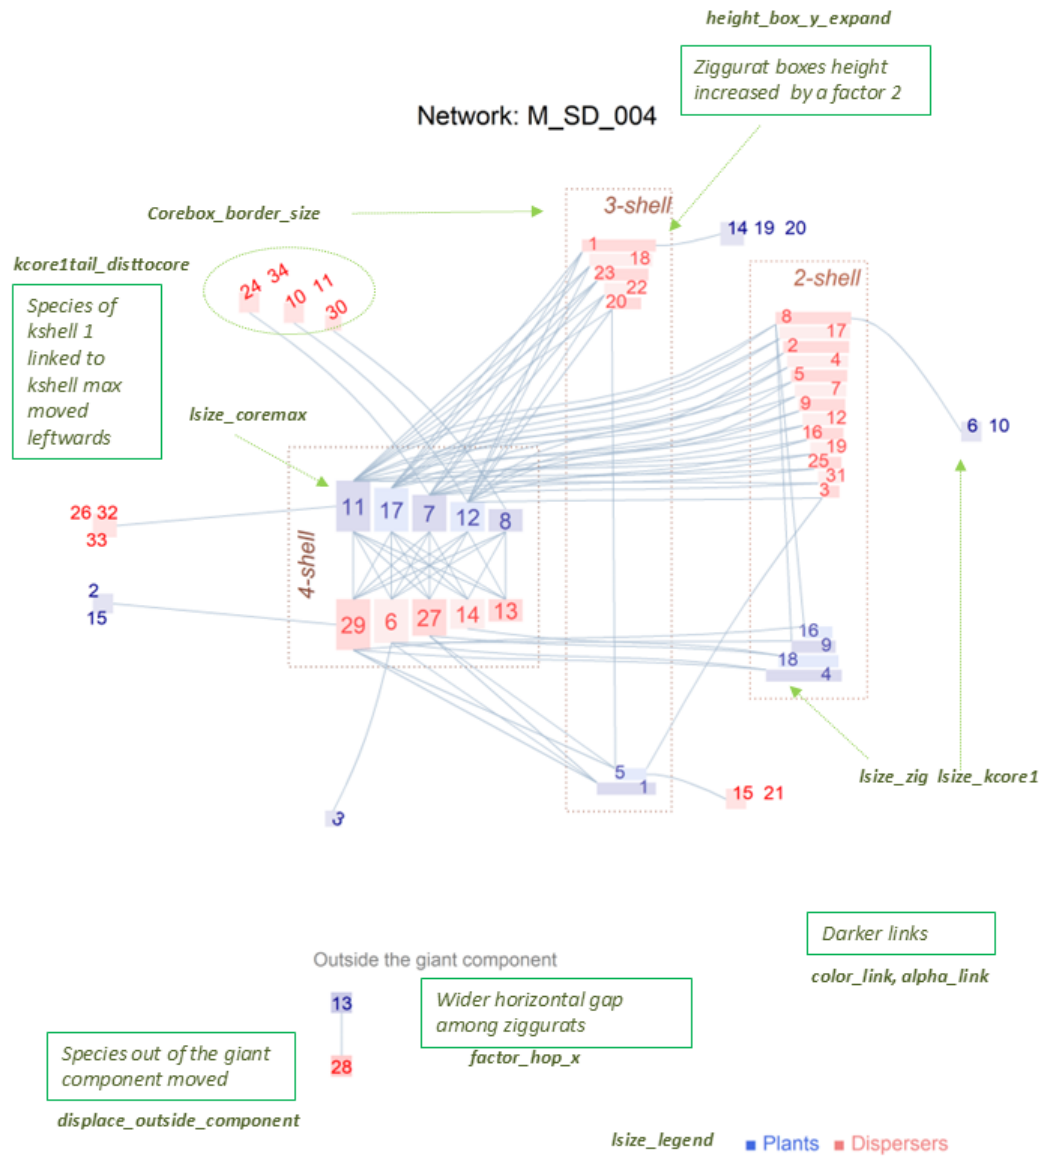 height_box_y_expand
Ziggurat boxes height
increased by a factor 2
Network: M_SD_004
Corebox_border_size
3-shell
14 19 20
1
18
23
22
20
kcore1tail_disttocore
24 34
10 11
30
Species of
kshell 1
linked to
kshell max
moved
leftwards
2-shell
8
17
2
4
5
7
9
12
16
19
25
31
3
6 10
lsize_coremax
4-shell
11 17 7 12 8
26 32
33
2
15
29 6 27 14 13
16
9
18
4
5
1
15 21
lsize_zig lsize_kcore1
3
Darker links
color_link, alpha_link
Outside the giant component
13
28
Wider horizontal gap
among ziggurats
factor_hop_x
Species out of the giant
component moved
displace_outside_component
lsize_legend
Plants Dispersers